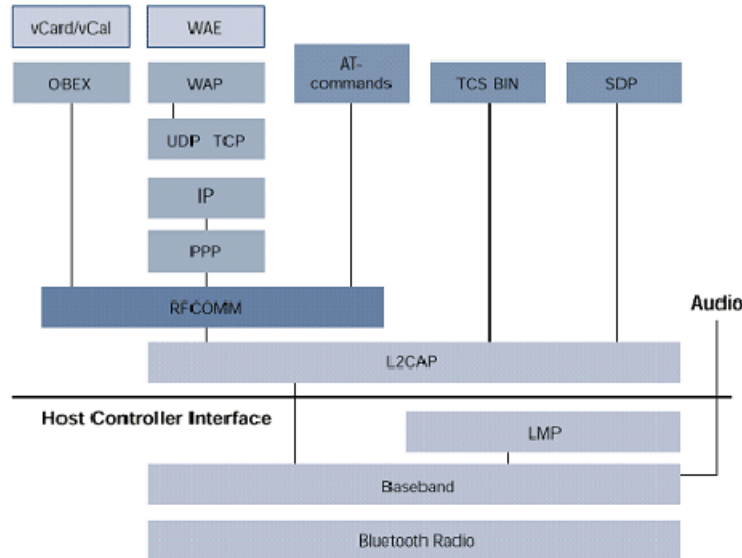 vCard/vCal
WAE
OBEX
WAP
AT-
commands
TCS BIN
SDP
UDP TCP
IP
PPP
RFCOMM
Audio
L2CAP
Host Controller Interface
LMP
Baseband
Bluetooth Radio